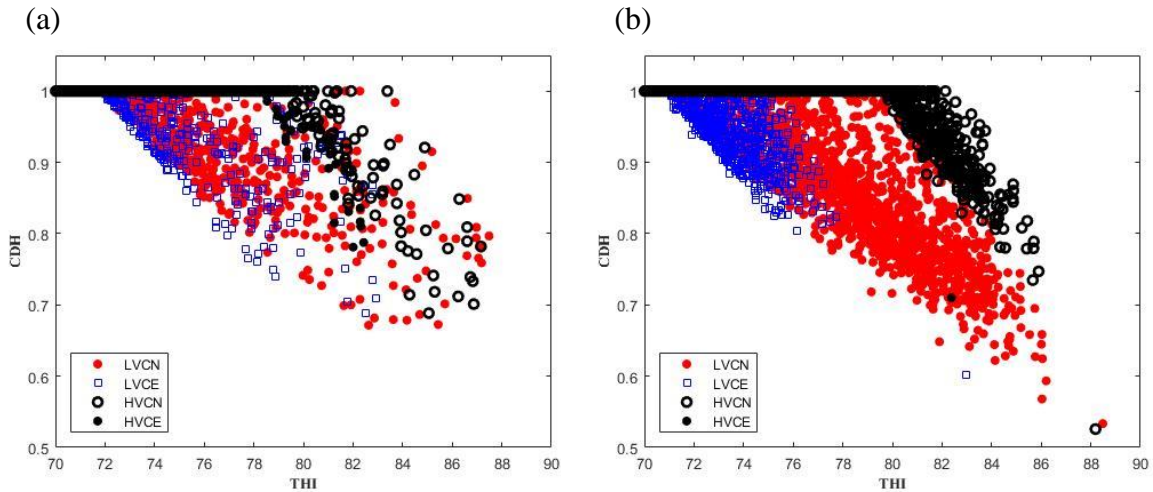 (a)
(b)
1
0.9
0.8
0.7
0.6
0.5
CDH
70 72 74 76 78 80 82 84 86 88 90
THI
LVCN
LVCE
HVCN
HVCE
1
0.9
0.8
0.7
0.6
0.5
CDH
70 72 74 76 78 80 82 84 86 88 90
THI
LVCN
LVCE
HVCN
HVCE